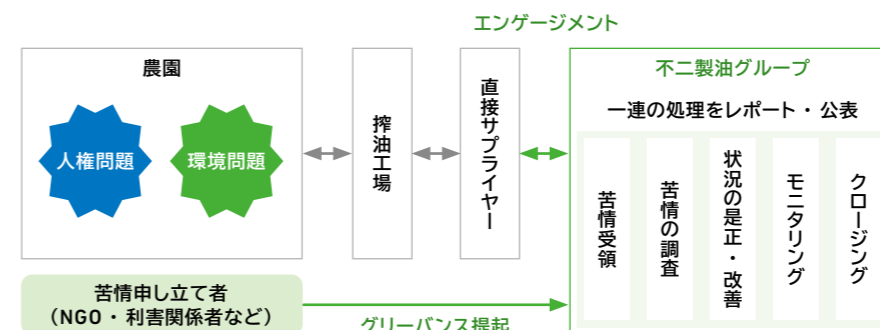 エンゲージメント
農園
人権問題
環境問題
搾油工場
直接サプライヤー
不二製油グループ
一連の処理をレポート・公表
苦情受領
苦情の調査
状況の是正・改善
モニタリング
クロージング
苦情申し立て者
（NGO・利害関係者など）
グリーバンス提起